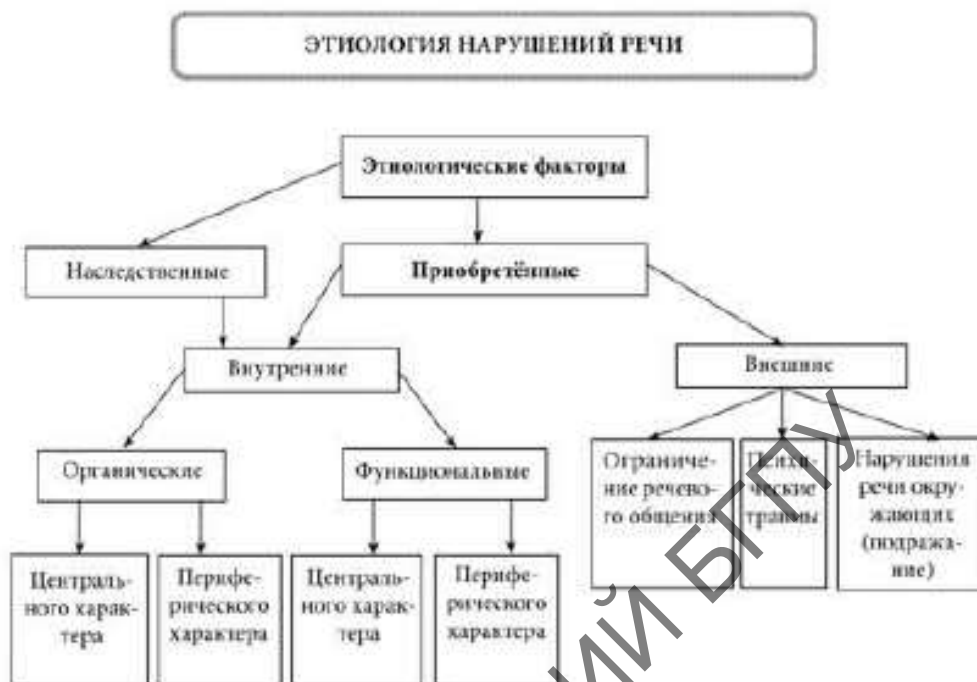 ЭТИОЛОГИЯ НАРУШЕНИЙ РЕЧИ
Этиологические факторы
Наследственные
Приобретённые
Внутренние
Внешние
Органические
Функциональные
Ограниче-
ние речево-
го общения
Психи-
ческие
травмы
Нарушения
речи окру-
жающих
(подража-
ние)
Централь-
ного харак-
тера
Перифе-
рического
характера
Централь-
ного харак-
тера
Перифе-
рического
характера
ИЙ БГПУ